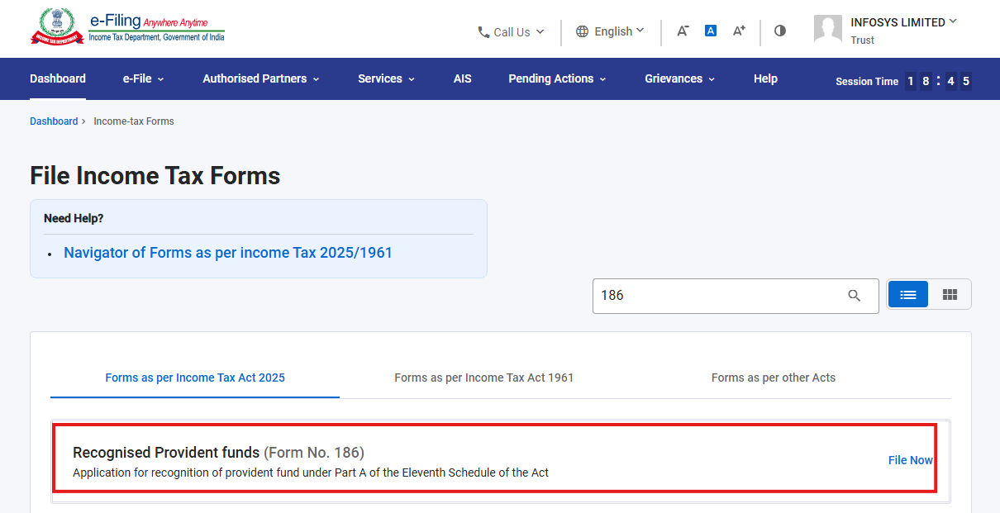 e-Filing Anywhere Anytime
INCOME TAX DEPARTMENT
Income Tax Department, Government of India
Call Us
English
A-
A
A+
INFOSYS LIMITED
Trust
Dashboard
e-File
Authorised Partners
Services
AIS
Pending Actions
Grievances
Help
Session Time 1 8 : 4 5
Dashboard > Income-tax Forms
File Income Tax Forms
Need Help?
• Navigator of Forms as per income Tax 2025/1961
186
Forms as per Income Tax Act 2025
Forms as per Income Tax Act 1961
Forms as per other Acts
Recognised Provident funds (Form No. 186)
File Now
Application for recognition of provident fund under Part A of the Eleventh Schedule of the Act